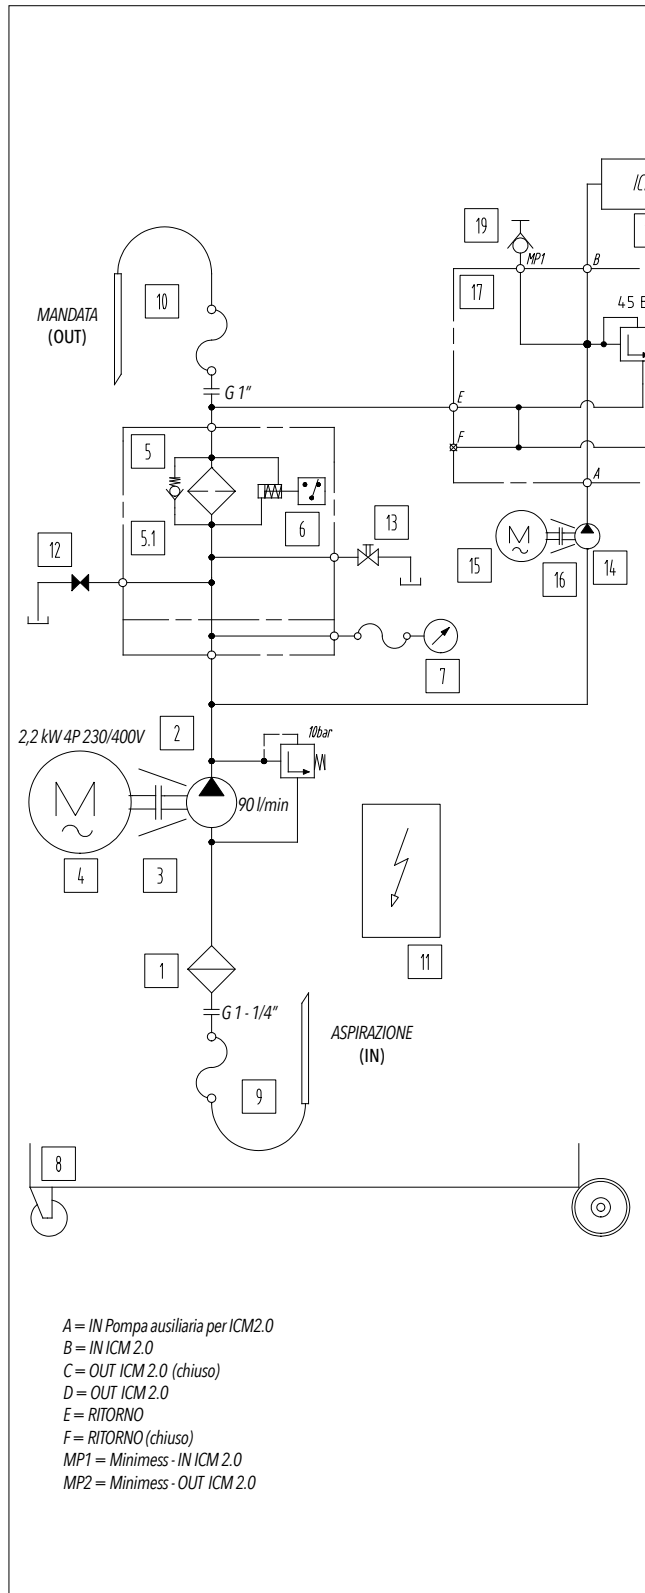 19
MP1
B
17
10
MANDATA
(OUT)
G 1"
E
F
5
A
5.1
6
13
12
15
M
16
14
7
2
2,2 kW 4P 230/400V
10bar
M
90 l/min
4
3
1
11
G 1 - 1/4"
ASPIRAZIONE
(IN)
9
8
A = IN Pompa ausiliaria per ICM2.0
B = IN ICM 2.0
C = OUT ICM 2.0 (chiuso)
D = OUT ICM 2.0
E = RITORNO
F = RITORNO (chiuso)
MP1 = Minimess - IN ICM 2.0
MP2 = Minimess - OUT ICM 2.0